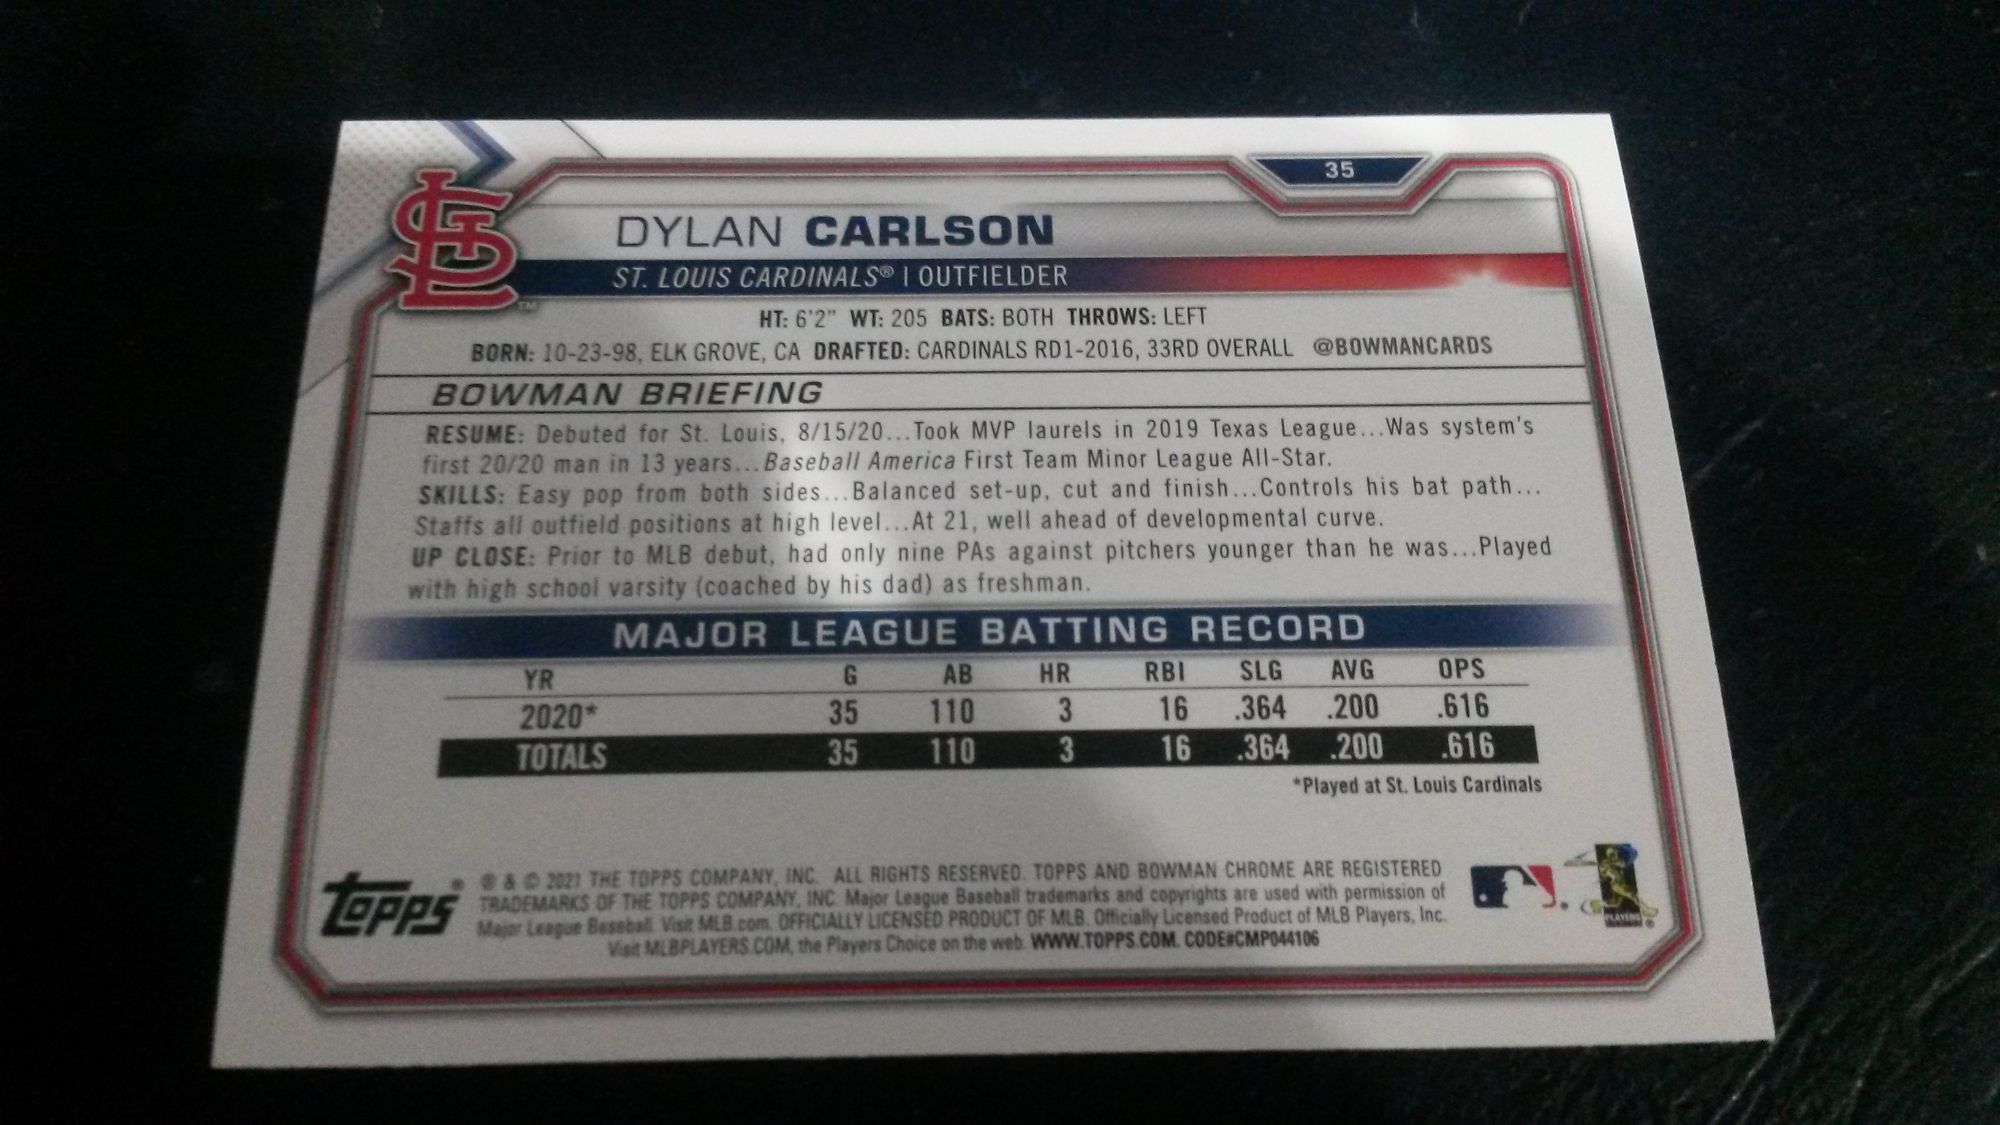 35
DYLAN CARLSON
ST. LOUIS CARDINALS® | OUTFIELDER
HT: 6'2" WT: 205 BATS: BOTH THROWS: LEFT
BORN: 10-23-98, ELK GROVE, CA DRAFTED: CARDINALS RD1-2016, 33RD OVERALL @BOWMANCARDS
BOWMAN BRIEFING
RESUME: Debuted for St. Louis, 8/15/20...Took MVP laurels in 2019 Texas League...Was system's
first 20/20 man in 13 years...Baseball America First Team Minor League All-Star.
SKILLS: Easy pop from both sides...Balanced set-up, cut and finish...Controls his bat path...
Staffs all outfield positions at high level...At 21, well ahead of developmental curve.
UP CLOSE: Prior to MLB debut, had only nine PAs against pitchers younger than he was...Played
with high school varsity (coached by his dad) as freshman.
MAJOR LEAGUE BATTING RECORD
YR G AB HR RBI SLG AVG OPS
2020* 35 110 3 16 .364 .200 .616
TOTALS 35 110 3 16 .364 .200 .616
*Played at St. Louis Cardinals
Topps®
® & © 2021 THE TOPPS COMPANY, INC. ALL RIGHTS RESERVED. TOPPS AND BOWMAN CHROME ARE REGISTERED
TRADEMARKS OF THE TOPPS COMPANY, INC. Major League Baseball trademarks and copyrights are used with permission of
Major League Baseball. Visit MLB.com. OFFICIALLY LICENSED PRODUCT OF MLB. Officially Licensed Product of MLB Players, Inc.
Visit MLBPLAYERS.COM, the Players Choice on the web. WWW.TOPPS.COM. CODE#CMP044106
PLAYERS